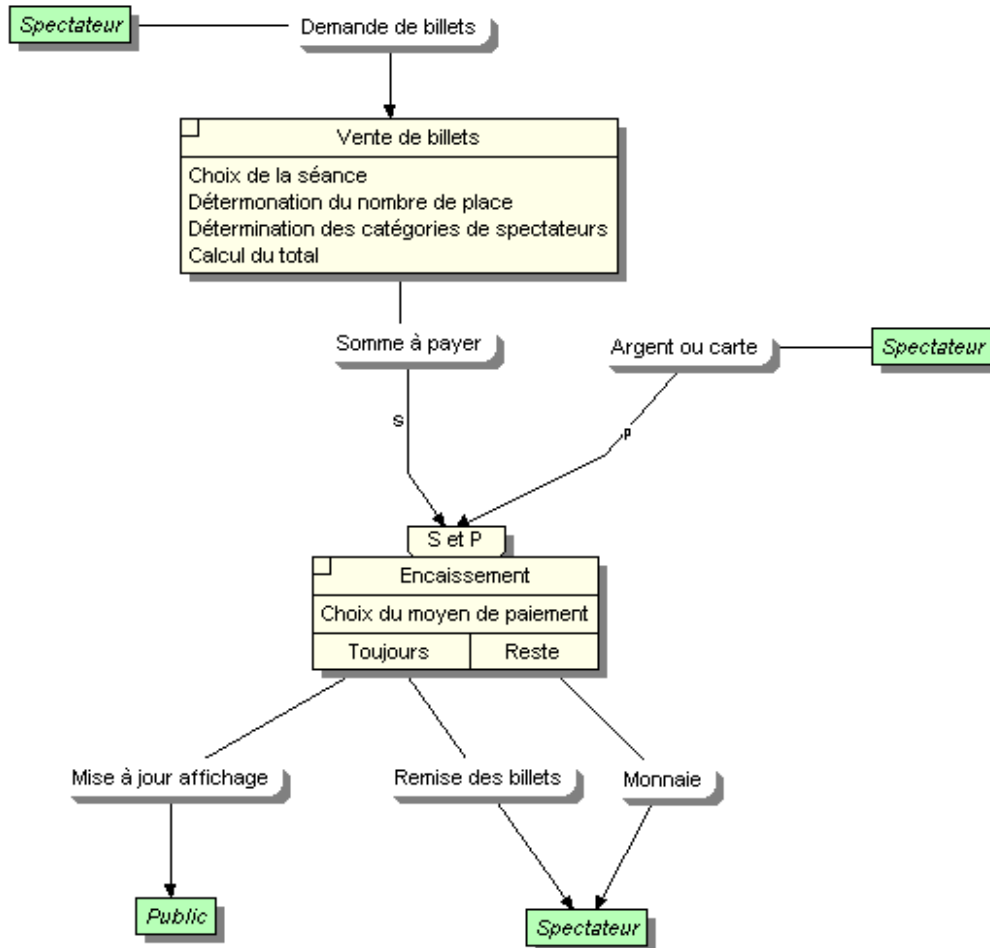 Spectateur
Demande de billets
Vente de billets
Choix de la séance
Détermonation du nombre de place
Détermination des catégories de spectateurs
Calcul du total
Somme à payer
Argent ou carte
Spectateur
S
P
S et P
Encaissement
Choix du moyen de paiement
Toujours
Reste
Mise à jour affichage
Remise des billets
Monnaie
Public
Spectateur